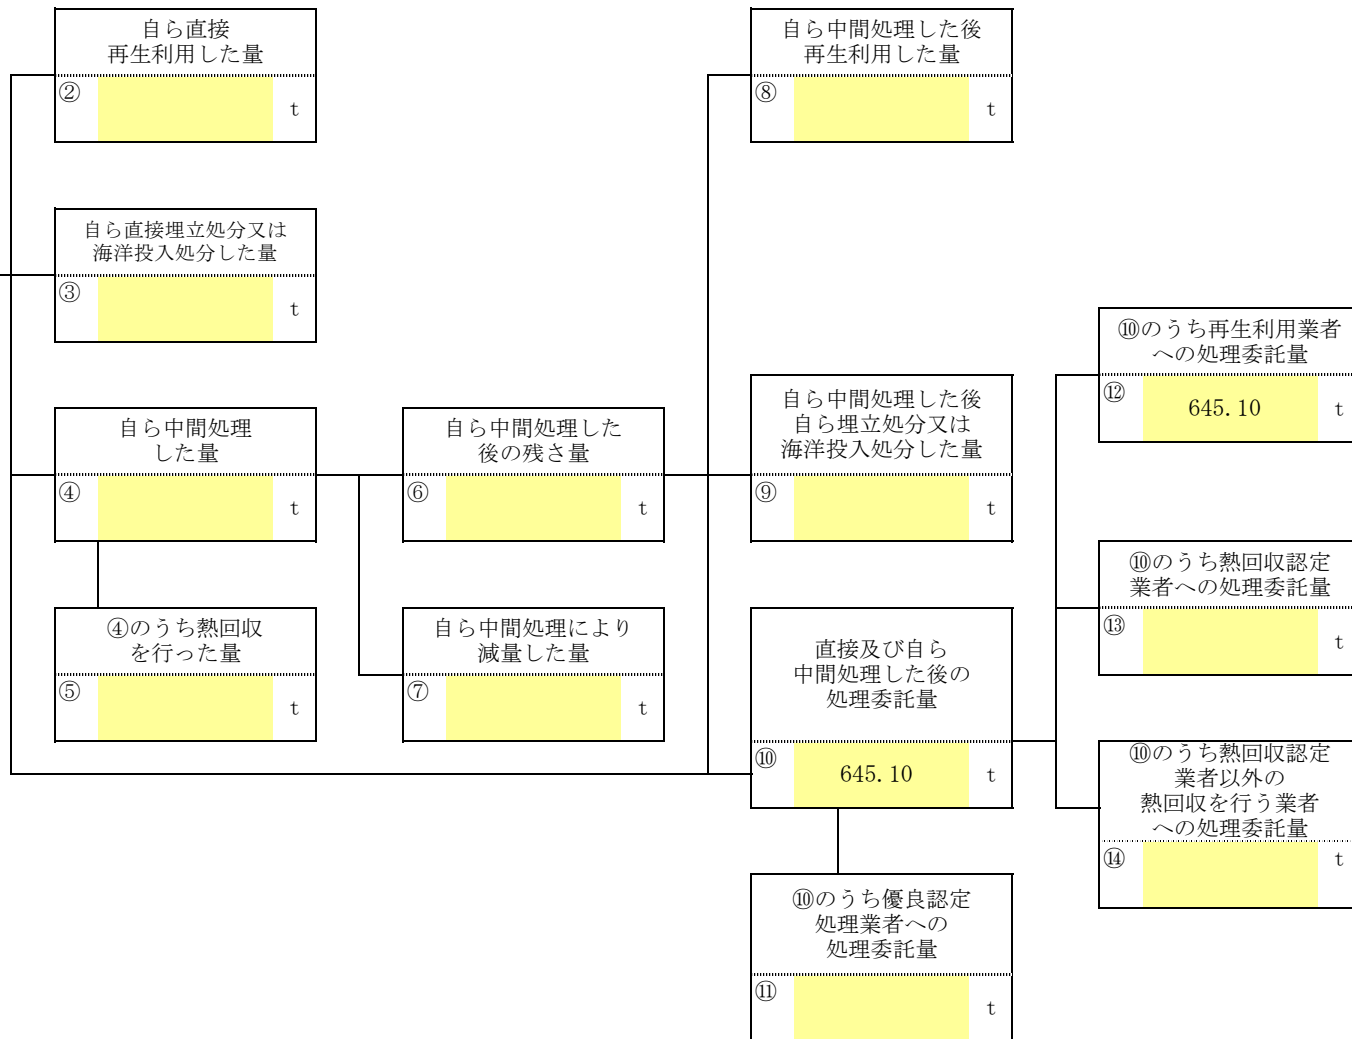 自ら直接
再生利用した量
②
t
自ら中間処理した後
再生利用した量
⑧
t
自ら直接埋立処分又は
海洋投入処分した量
③
t
⑩のうち再生利用業者
への処理委託量
⑫
645.10
t
自ら中間処理
した量
④
t
自ら中間処理した
後の残さ量
⑥
t
自ら中間処理した後
自ら埋立処分又は
海洋投入処分した量
⑨
t
⑩のうち熱回収認定
業者への処理委託量
⑬
t
④のうち熱回収
を行った量
⑤
t
自ら中間処理により
減量した量
⑦
t
直接及び自ら
中間処理した後の
処理委託量
⑩
645.10
t
⑩のうち熱回収認定
業者以外の
熱回収を行う業者
への処理委託量
⑭
t
⑩のうち優良認定
処理業者への
処理委託量
⑪
t